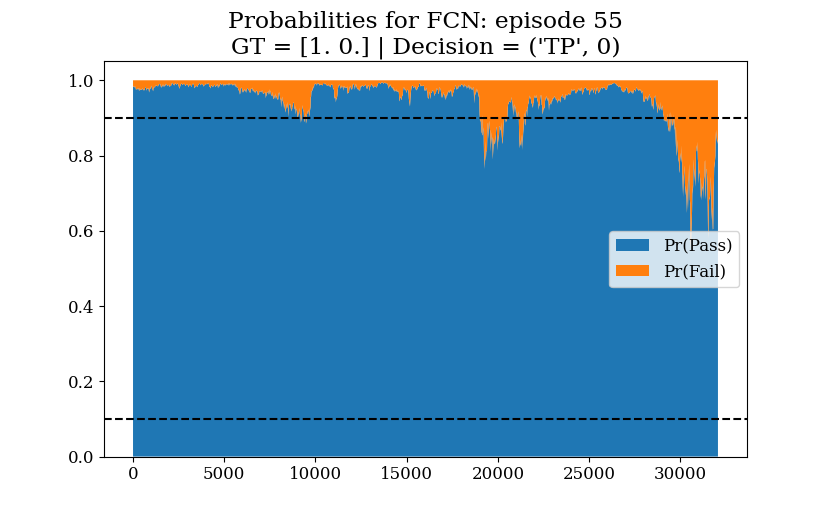 Probabilities for FCN: episode 55
GT = [1. 0.] | Decision = ('TP', 0)
1.0
0.8
0.6
0.4
0.2
0.0
Pr(Pass)
Pr(Fail)
0 5000 10000 15000 20000 25000 30000